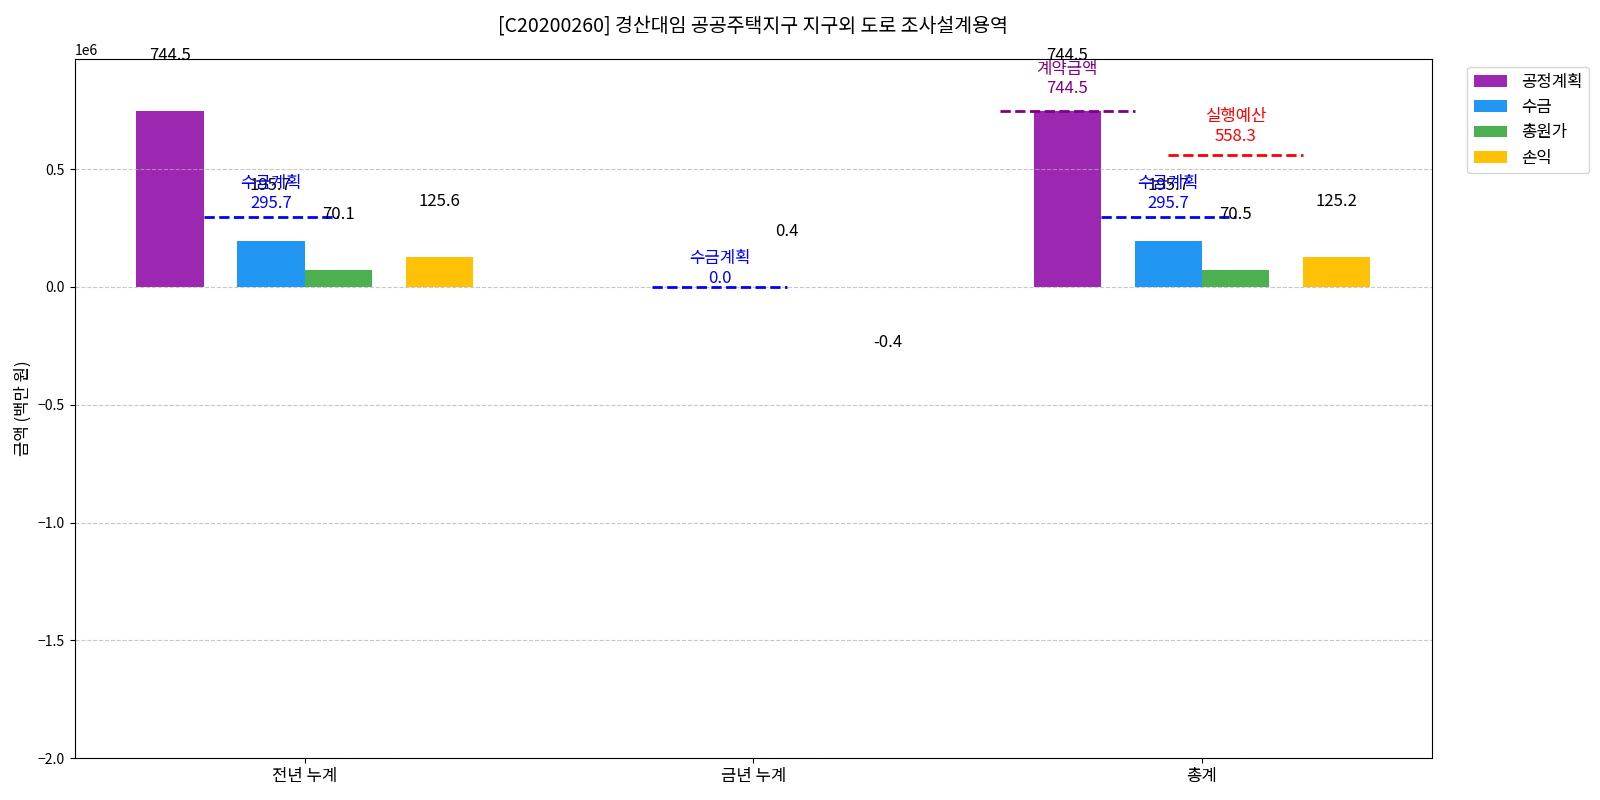 [C20200260] 경산대임 공공주택지구 지구외 도로 조사설계용역
1e6
744.5
744.5
계약금액
744.5
공정계획
수금
총원가
손익
실행예산
558.3
수금계획
195.7
295.7
70.1
125.6
0.4
수금계획
0.0
-0.4
수금계획
195.7
295.7
70.5
125.2
0.5
0.0
−0.5
−1.0
−1.5
−2.0
금액 (백만 원)
전년 누계
금년 누계
총계